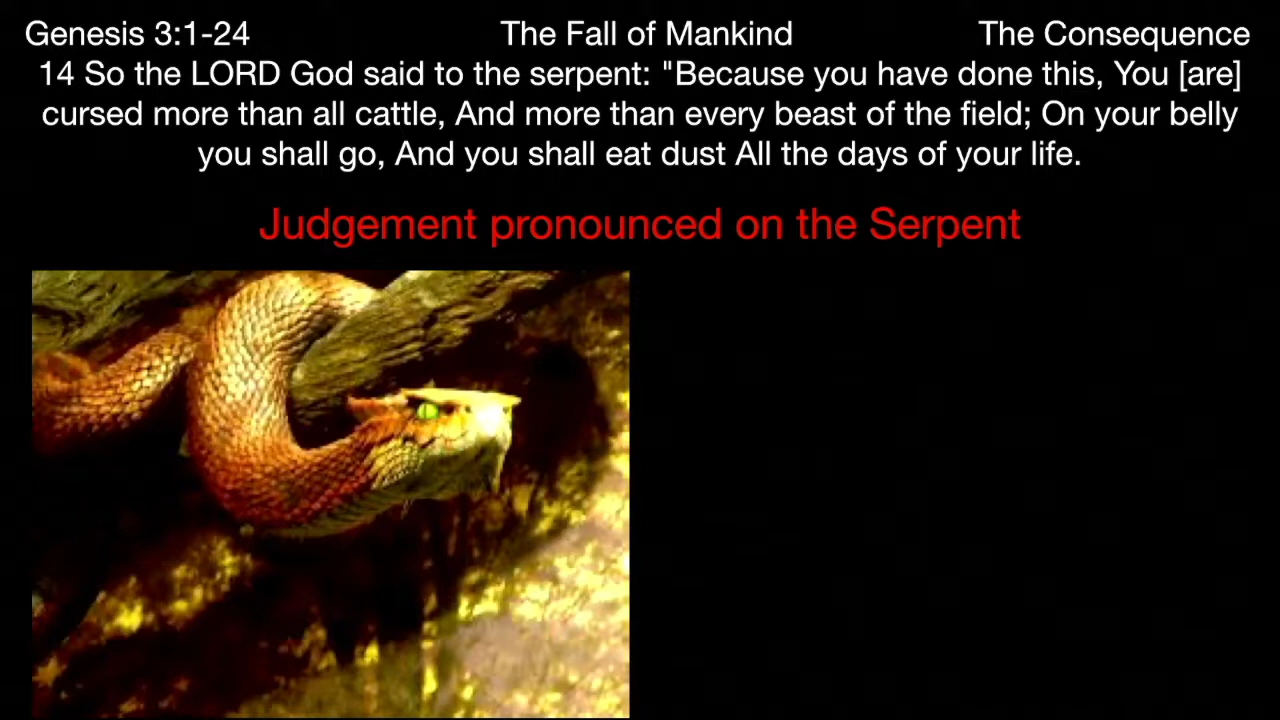 Genesis 3:1-24 The Fall of Mankind The Consequence
14 So the LORD God said to the serpent: "Because you have done this, You [are]
cursed more than all cattle, And more than every beast of the field; On your belly
you shall go, And you shall eat dust All the days of your life.
Judgement pronounced on the Serpent